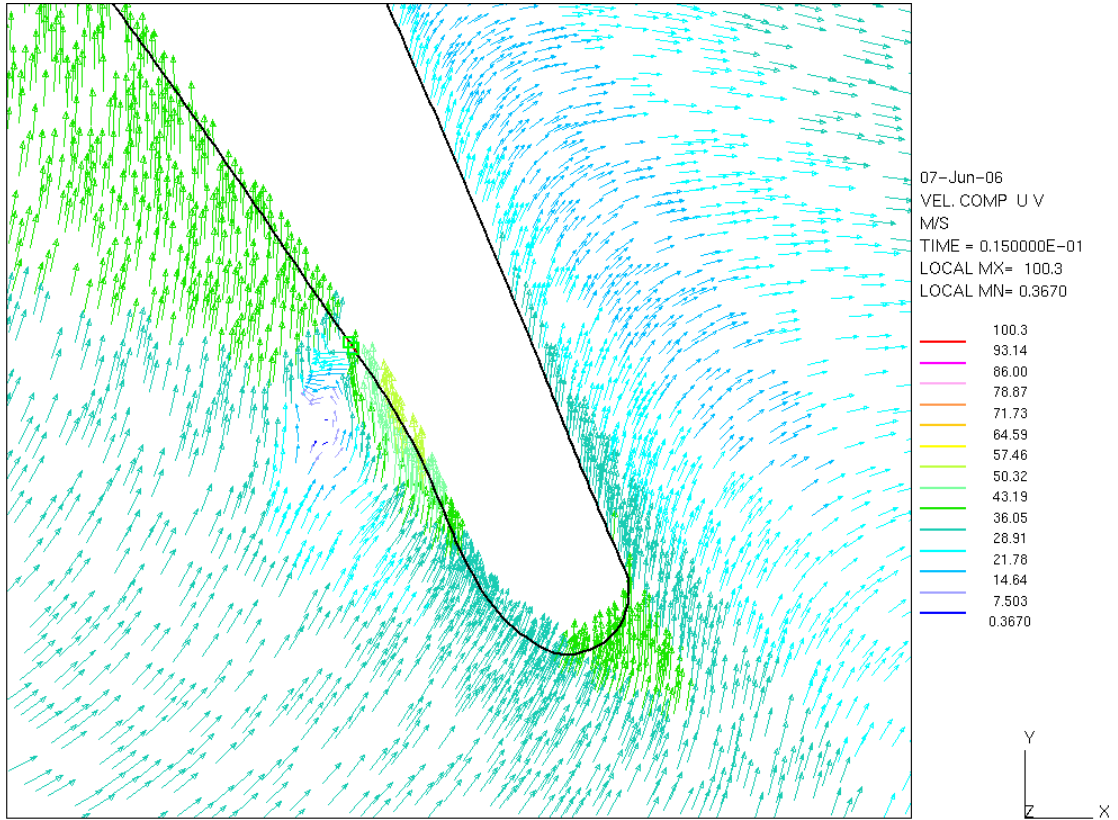 07-Jun-06
VEL. COMP U V
M/S
TIME = 0.150000E-01
LOCAL MX= 100.3
LOCAL MN= 0.3670
100.3
93.14
86.00
78.87
71.73
64.59
57.46
50.32
43.19
36.05
28.91
21.78
14.64
7.503
0.3670
Y
Z X